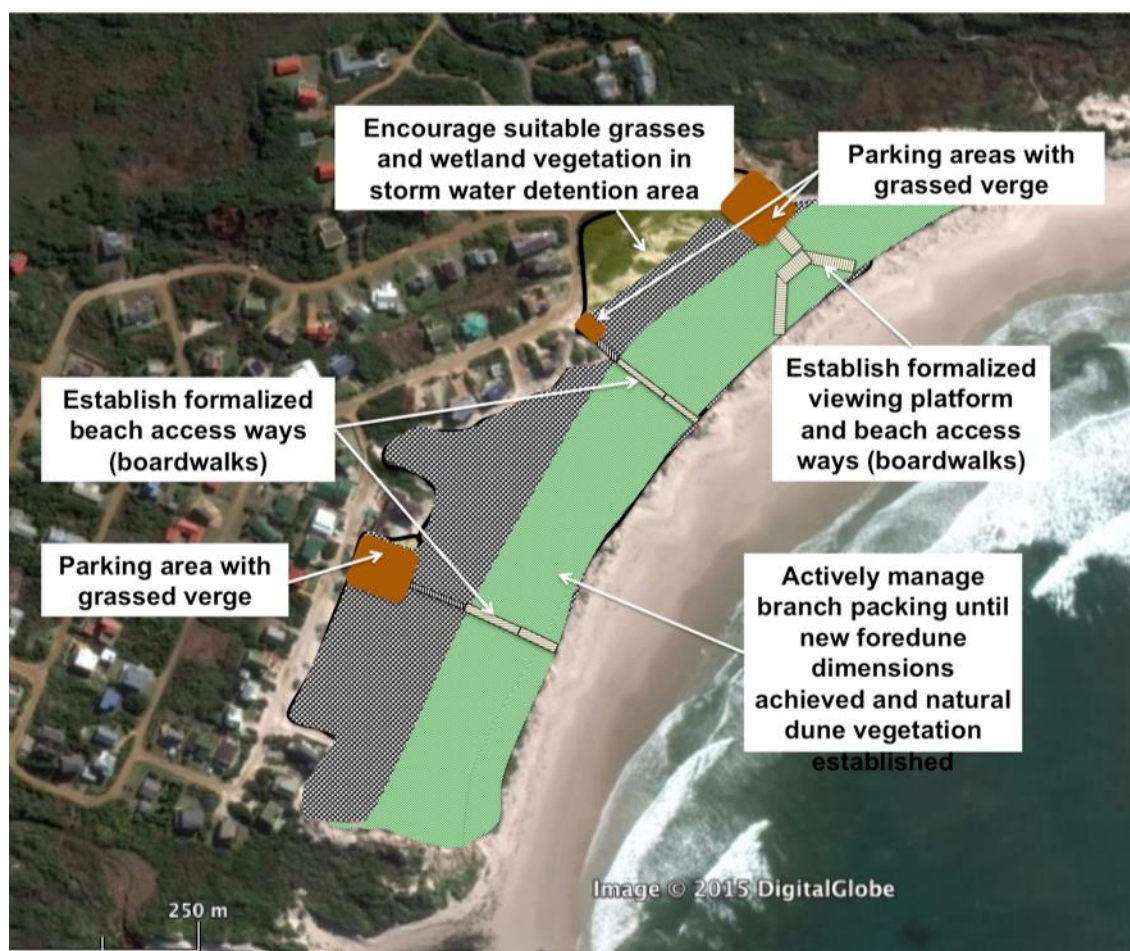 Encourage suitable grasses
and wetland vegetation in
storm water detention area
Parking areas with
grassed verge
Establish formalized
beach access ways
(boardwalks)
Establish formalized
viewing platform
and beach access
ways (boardwalks)
Parking area with
grassed verge
Actively manage
branch packing until
new foredune
dimensions
achieved and natural
dune vegetation
established
Image © 2015 DigitalGlobe
250 m